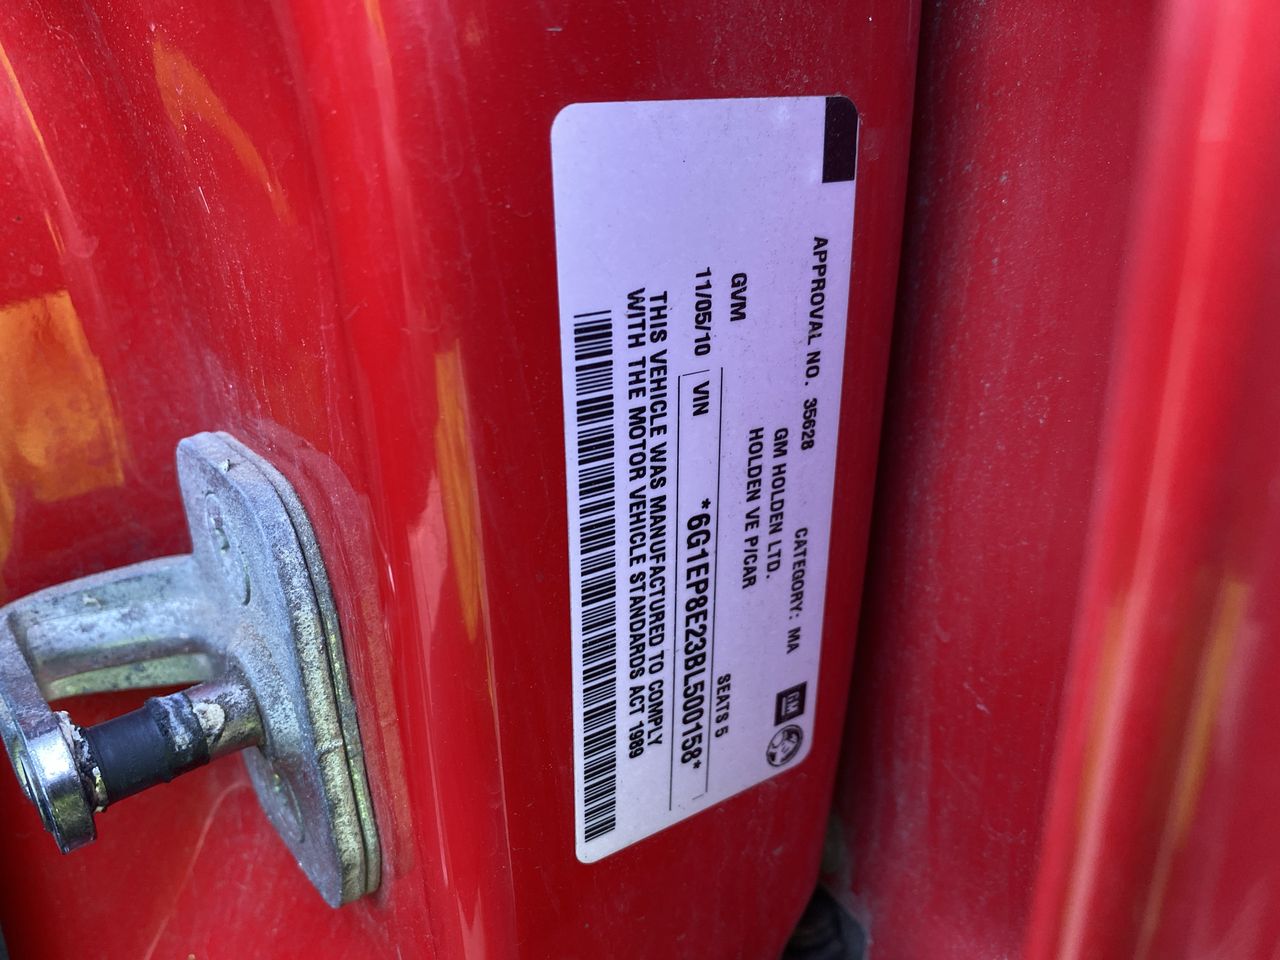 APPROVAL NO. 35628 CATEGORY: MA
GM
GM HOLDEN LTD.
HOLDEN VE P/CAR
GVM SEATS 5
11/05/10 VIN *6G1EP8E23BL500158*
THIS VEHICLE WAS MANUFACTURED TO COMPLY
WITH THE MOTOR VEHICLE STANDARDS ACT 1989